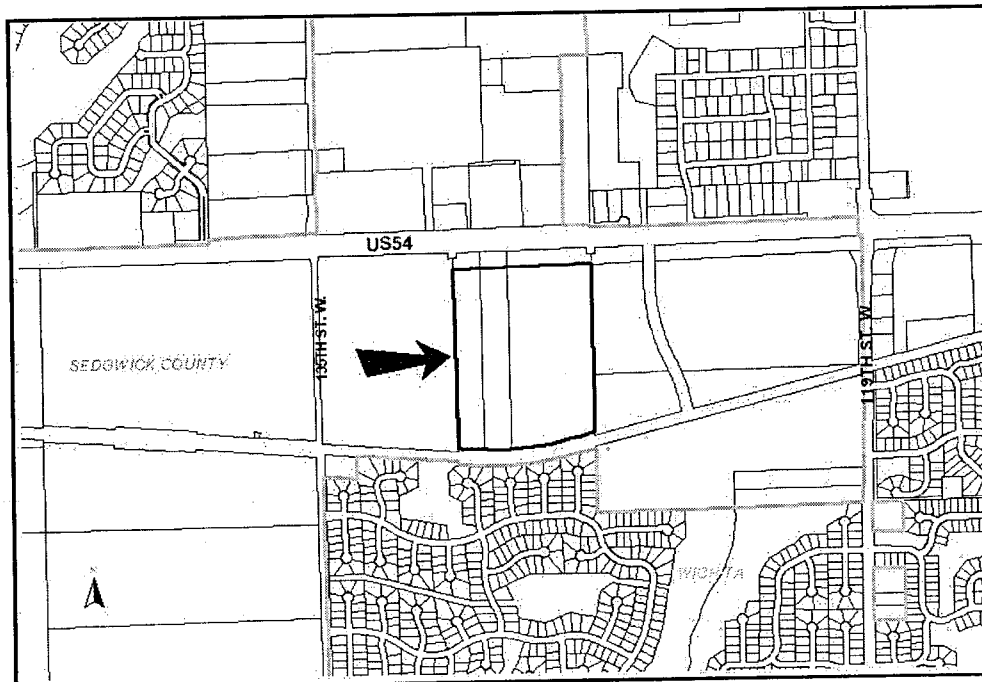 US54
135TH ST. W.
SEDGWICK COUNTY
119TH ST. W
WICHITA
N